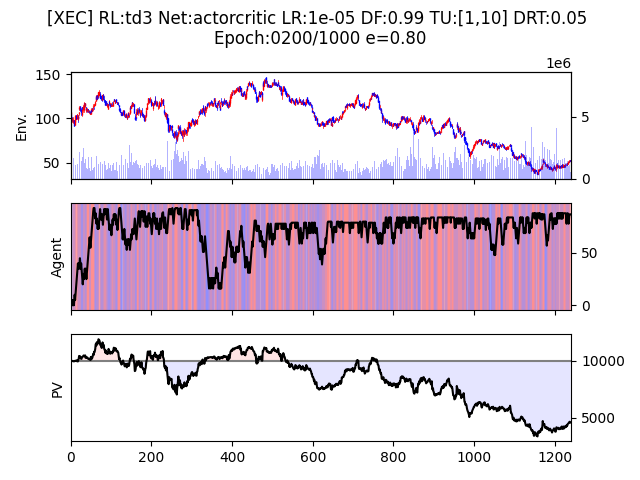 [XEC] RL:td3 Net:actorcritic LR:1e-05 DF:0.99 TU:[1,10] DRT:0.05
Epoch:0200/1000 e=0.80
1e6
150
100
50
Env.
5
0
Agent
50
0
PV
10000
5000
0 200 400 600 800 1000 1200